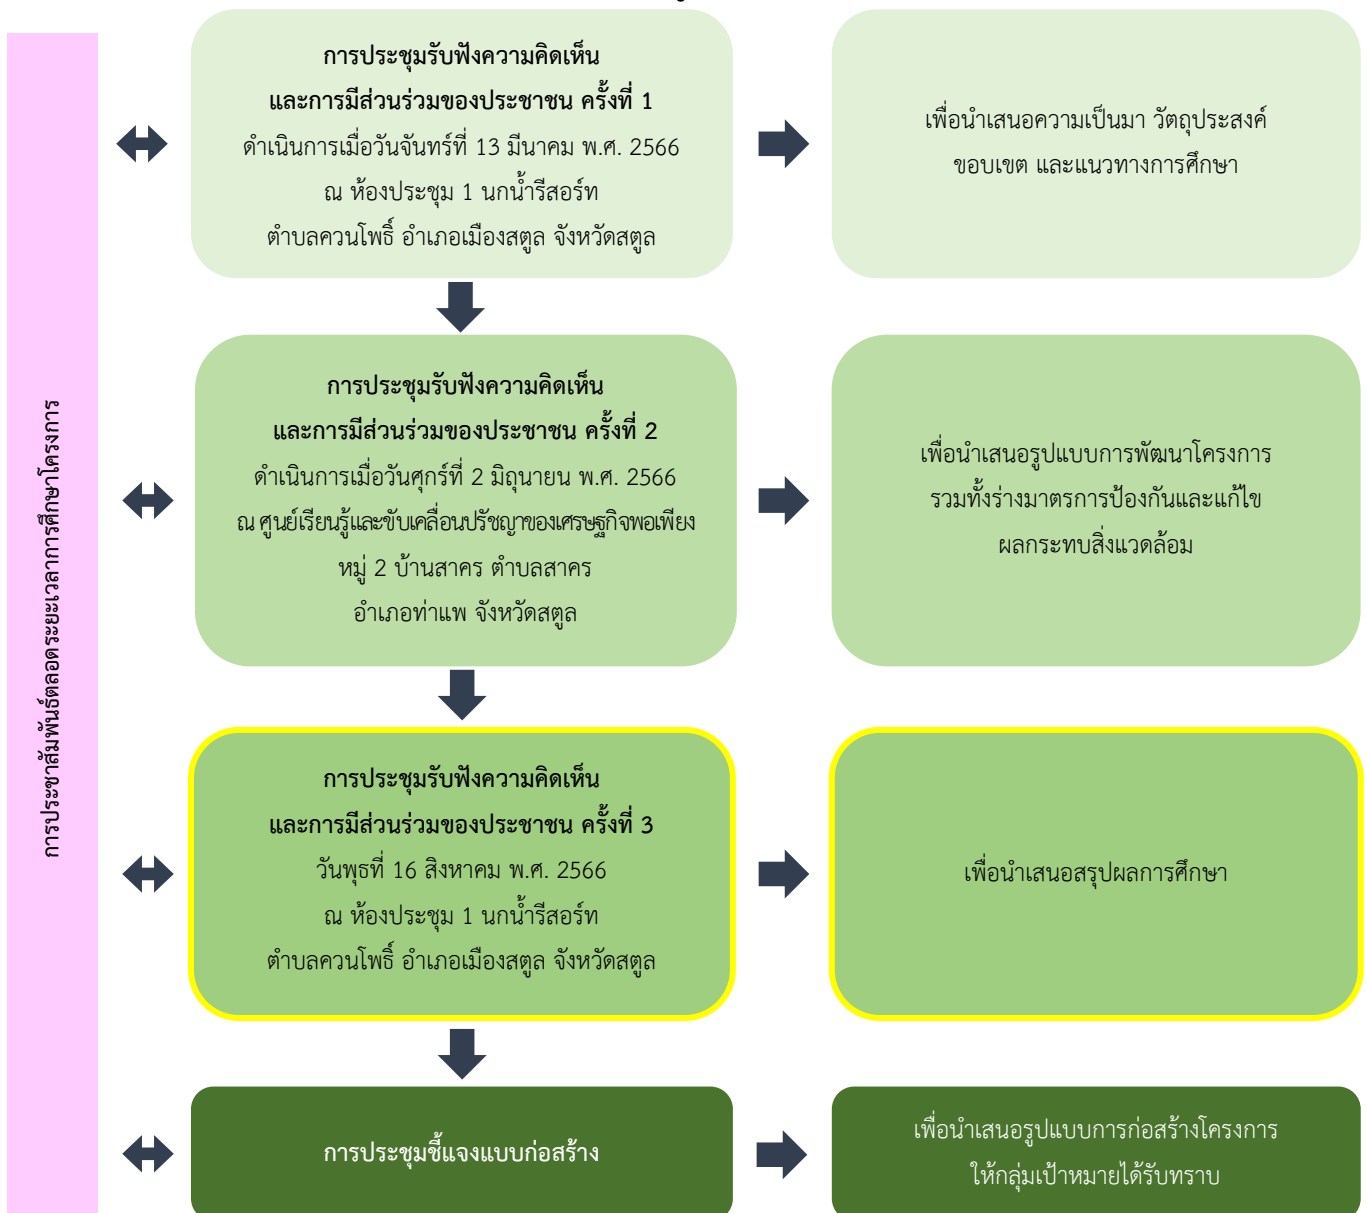 การประชาสัมพันธ์ตลอดระยะเวลาการศึกษาโครงการ
การประชุมรับฟังความคิดเห็น
และการมีส่วนร่วมของประชาชน ครั้งที่ 1
ดำเนินการเมื่อวันจันทร์ที่ 13 มีนาคม พ.ศ. 2566
ณ ห้องประชุม 1 นกน้ำรีสอร์ท
ตำบลควนโพธิ์ อำเภอเมืองสตูล จังหวัดสตูล
เพื่อนำเสนอความเป็นมา วัตถุประสงค์
ขอบเขต และแนวทางการศึกษา
การประชุมรับฟังความคิดเห็น
และการมีส่วนร่วมของประชาชน ครั้งที่ 2
ดำเนินการเมื่อวันศุกร์ที่ 2 มิถุนายน พ.ศ. 2566
ณ ศูนย์เรียนรู้และขับเคลื่อนปรัชญาของเศรษฐกิจพอเพียง
หมู่ 2 บ้านสาคร ตำบลสาคร
อำเภอท่าแพ จังหวัดสตูล
เพื่อนำเสนอรูปแบบการพัฒนาโครงการ
รวมทั้งร่างมาตรการป้องกันและแก้ไข
ผลกระทบสิ่งแวดล้อม
การประชุมรับฟังความคิดเห็น
และการมีส่วนร่วมของประชาชน ครั้งที่ 3
วันพุธที่ 16 สิงหาคม พ.ศ. 2566
ณ ห้องประชุม 1 นกน้ำรีสอร์ท
ตำบลควนโพธิ์ อำเภอเมืองสตูล จังหวัดสตูล
เพื่อนำเสนอสรุปผลการศึกษา
การประชุมชี้แจงแบบก่อสร้าง
เพื่อนำเสนอรูปแบบการก่อสร้างโครงการ
ให้กลุ่มเป้าหมายได้รับทราบ